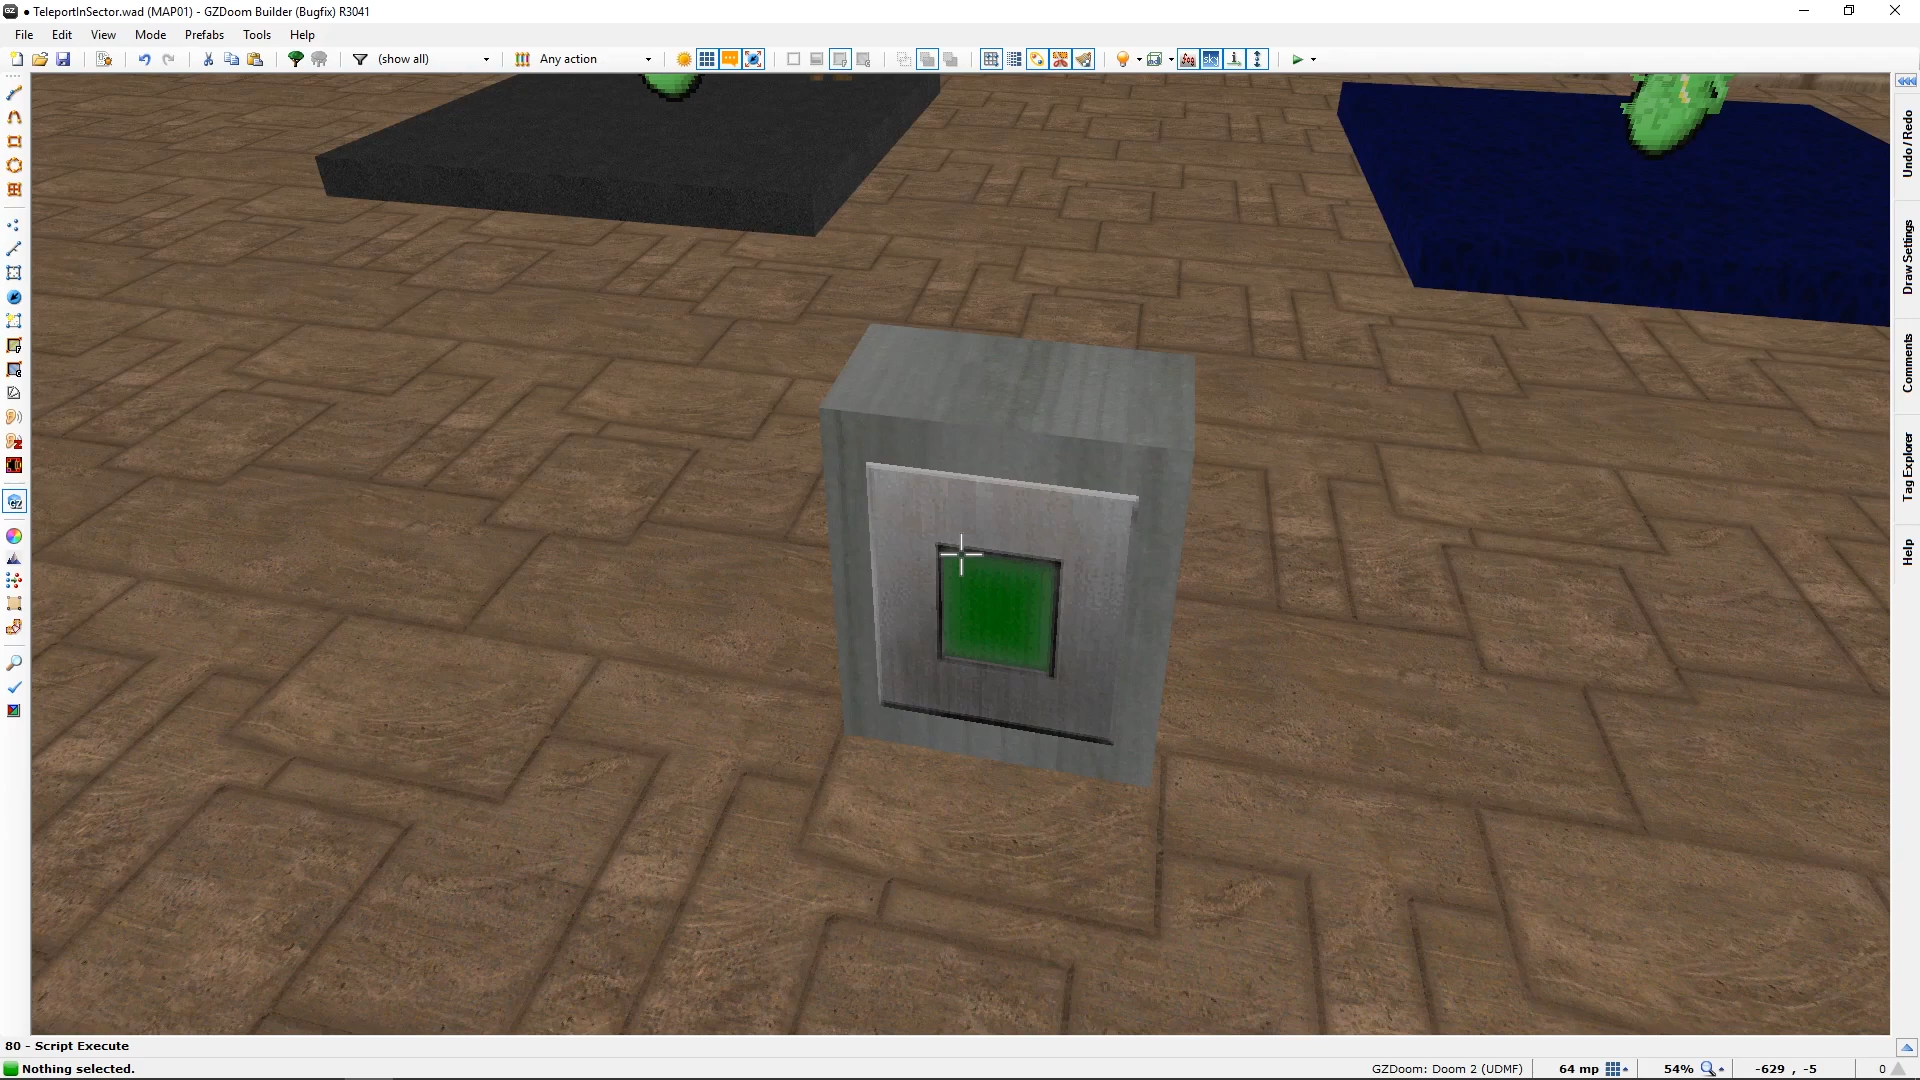 • TeleportInSector.wad (MAP01) - GZDoom Builder (Bugfix) R3041
File Edit View Mode Prefabs Tools Help
(show all) Any action
Undo / Redo
Draw Settings
Comments
Tag Explorer
Help
80 - Script Execute
Nothing selected. GZDoom: Doom 2 (UDMF) 64 mp 54% -629 , -5 0